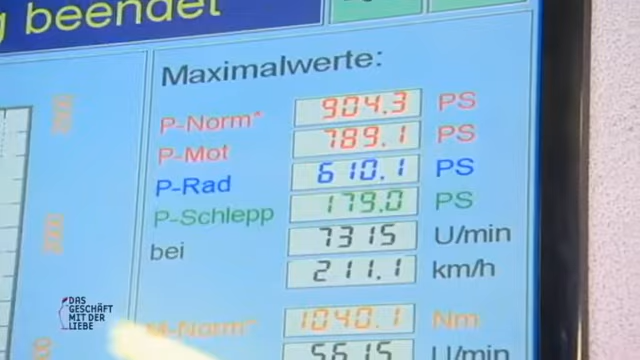 beendet
Maximalwerte:
P-Norm* 904.3 PS
P-Mot 789.1 PS
P-Rad 610.1 PS
P-Schlepp 179.0 PS
bei 7315 U/min
211.1 km/h
M-Norm* 1040.1 Nm
5615 U/min
DAS
GESCHÄFT
MIT DER
LIEBE